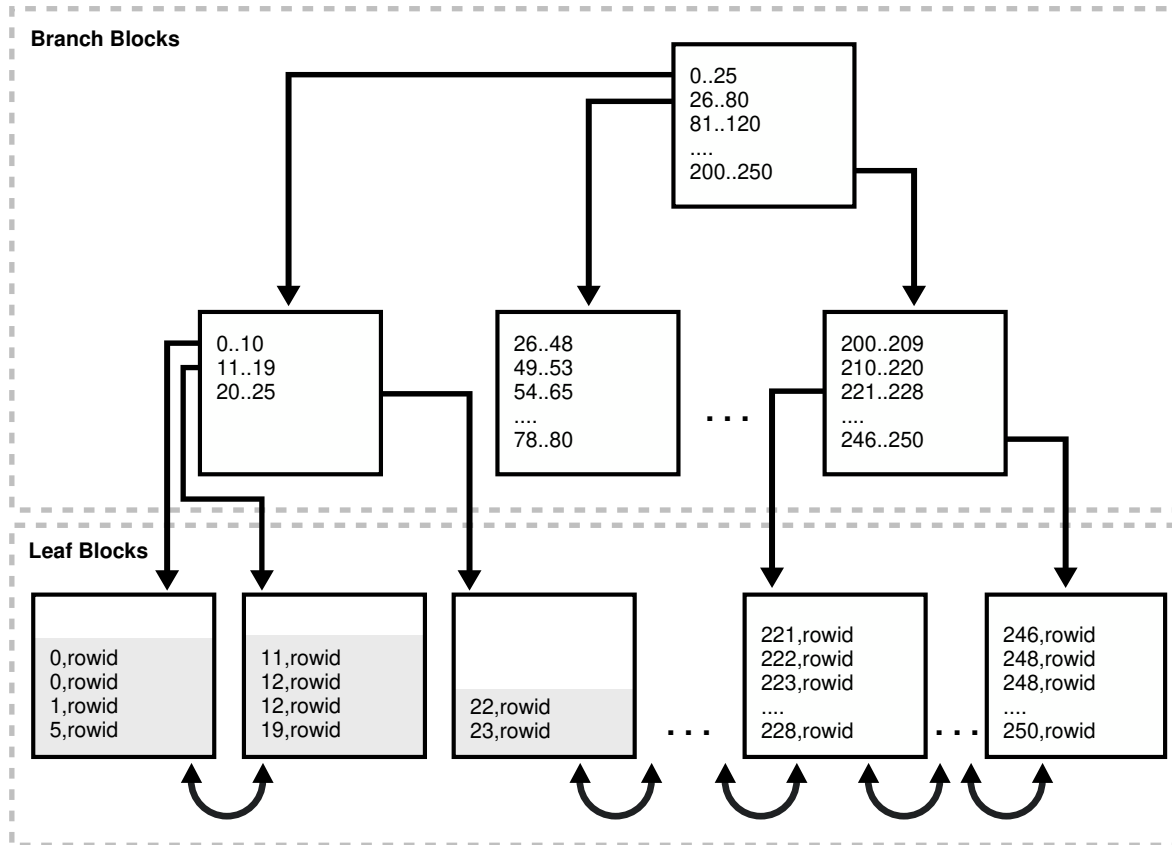 Branch Blocks
0..25
26..80
81..120
....
200..250
0..10
11..19
20..25
26..48
49..53
54..65
....
78..80
. . .
200..209
210..220
221..228
....
246..250
Leaf Blocks
0,rowid
0,rowid
1,rowid
5,rowid
11,rowid
12,rowid
12,rowid
19,rowid
22,rowid
23,rowid
. . .
221,rowid
222,rowid
223,rowid
....
228,rowid
. . .
246,rowid
248,rowid
248,rowid
....
250,rowid